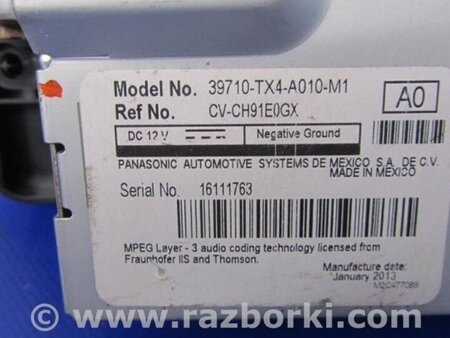 Model No. 39710-TX4-A010-M1
A0
Ref No. CV-CH91E0GX
DC 12 V Negative Ground
PANASONIC AUTOMOTIVE SYSTEMS DE MEXICO S.A. DE C.V.
MADE IN MEXICO
Serial No. 16111763
MPEG Layer - 3 audio coding technology licensed from
Fraunhofer IIS and Thomson.
Manufacture date:
January 2013
M20477089
www.razborki.com